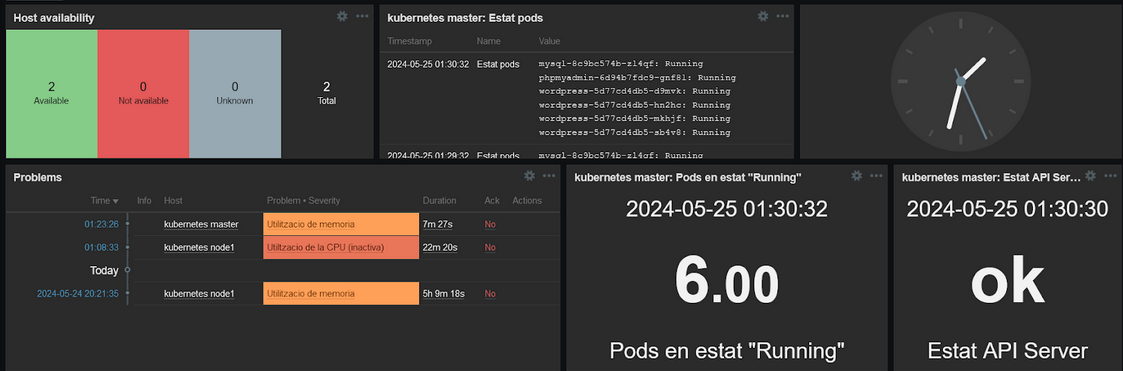 Host availability
2
Available
0
Not available
0
Unknown
2
Total
kubernetes master: Estat pods
Timestamp Name Value
2024-05-25 01:30:32 Estat pods mysql-8c9bc574b-zl4qf: Running
phpmyadmin-6d94b7fdc9-gnf81: Running
wordpress-5d77cd4db5-d9mvk: Running
wordpress-5d77cd4db5-hn2hc: Running
wordpress-5d77cd4db5-mkhjf: Running
wordpress-5d77cd4db5-sb4v8: Running
2024-05-25 01:29:32 Estat pods mysql-8c9bc574b-zl4qf: Running
Problems
Time ▼ Info Host Problem • Severity Duration Ack Actions
01:23:26 kubernetes master Utilitzacio de memoria 7m 27s No
01:08:33 kubernetes node1 Utiltzacio de la CPU (inactiva) 22m 20s No
Today
2024-05-24 20:21:35 kubernetes node1 Utilitzacio de memoria 5h 9m 18s No
kubernetes master: Pods en estat "Running"
2024-05-25 01:30:32
6.00
Pods en estat "Running"
kubernetes master: Estat API Ser...
2024-05-25 01:30:30
ok
Estat API Server